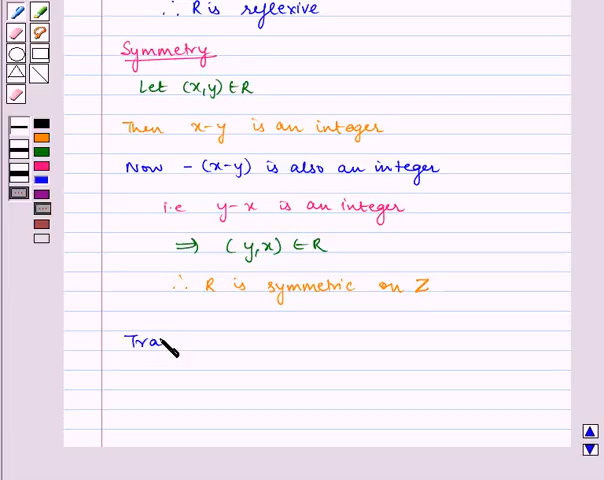 ∴ R is reflexive
Symmetry
Let (x,y) ∈ R
Then x-y is an integer
Now -(x-y) is also an integer
i.e y-x is an integer
⇒ (y,x) ∈ R
∴ R is symmetric on Z
Tra